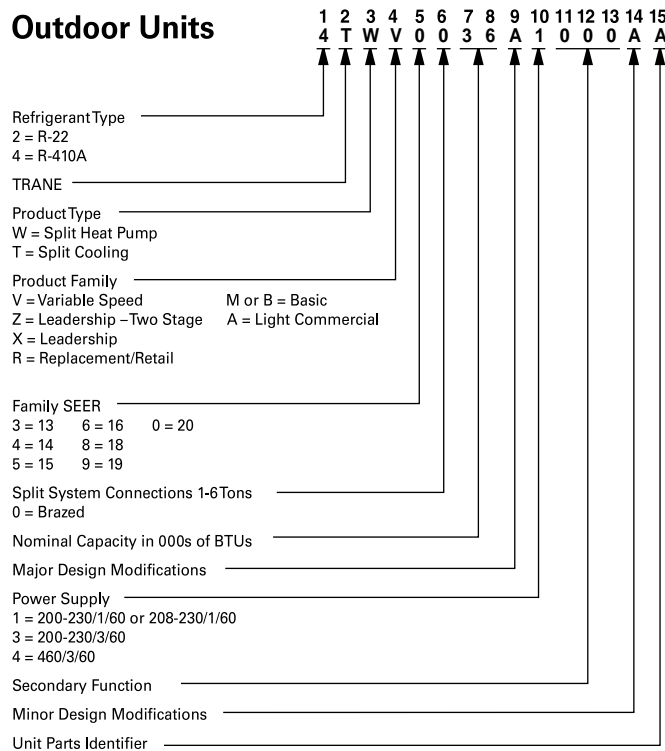 Outdoor Units
1 2 3 4 5 6 7 8 9 10 11 12 13 14 15
4 T W V 0 0 3 6 A 1 0 0 0 A A
Refrigerant Type
2 = R-22
4 = R-410A
TRANE
Product Type
W = Split Heat Pump
T = Split Cooling
Product Family
V = Variable Speed M or B = Basic
Z = Leadership – Two Stage A = Light Commercial
X = Leadership
R = Replacement/Retail
Family SEER
3 = 13 6 = 16 0 = 20
4 = 14 8 = 18
5 = 15 9 = 19
Split System Connections 1-6 Tons
0 = Brazed
Nominal Capacity in 000s of BTUs
Major Design Modifications
Power Supply
1 = 200-230/1/60 or 208-230/1/60
3 = 200-230/3/60
4 = 460/3/60
Secondary Function
Minor Design Modifications
Unit Parts Identifier